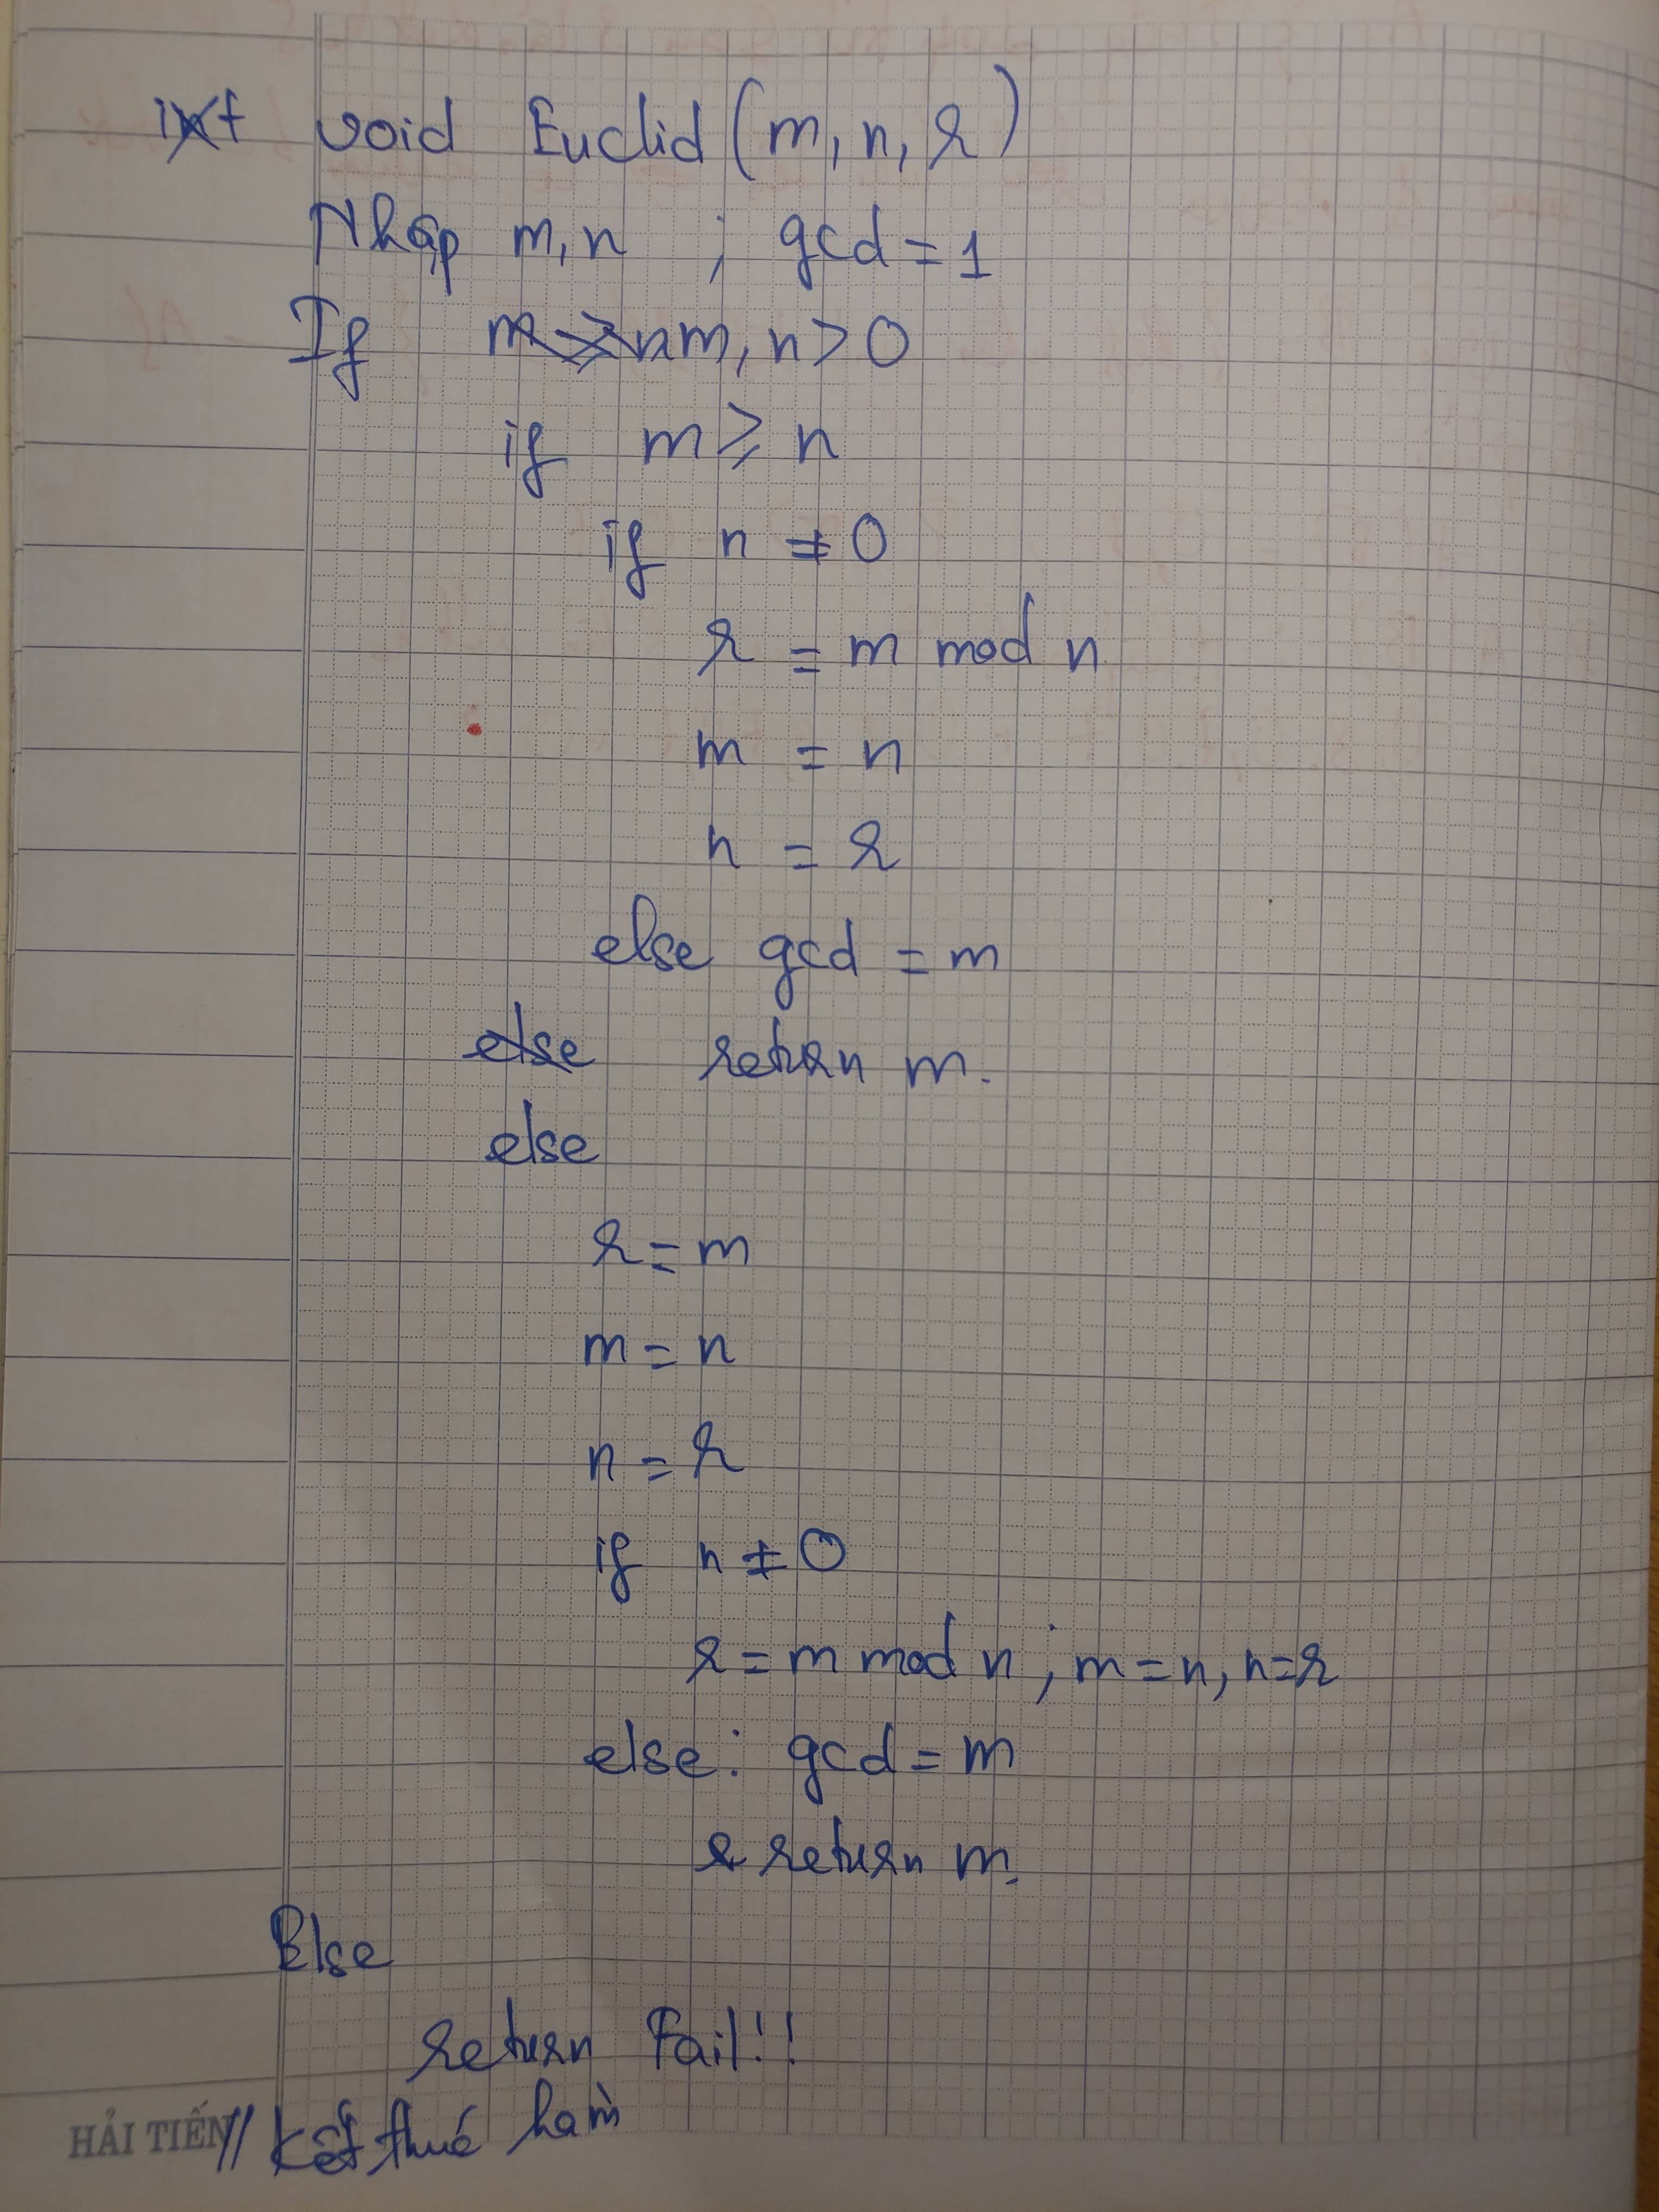 void Euclid (m, n, r)
Nhập m, n ; gcd = 1
If m, n > 0
if m ≥ n
if n ≠ 0
r = m mod n
m = n
n = r
else gcd = m
else return m.
else
r = m
m = n
n = r
if n ≠ 0
r = m mod n ; m = n, n = r
else : gcd = m
return m.
Else
return Fail!!
HẢI TIẾN // Kết thúc hàm